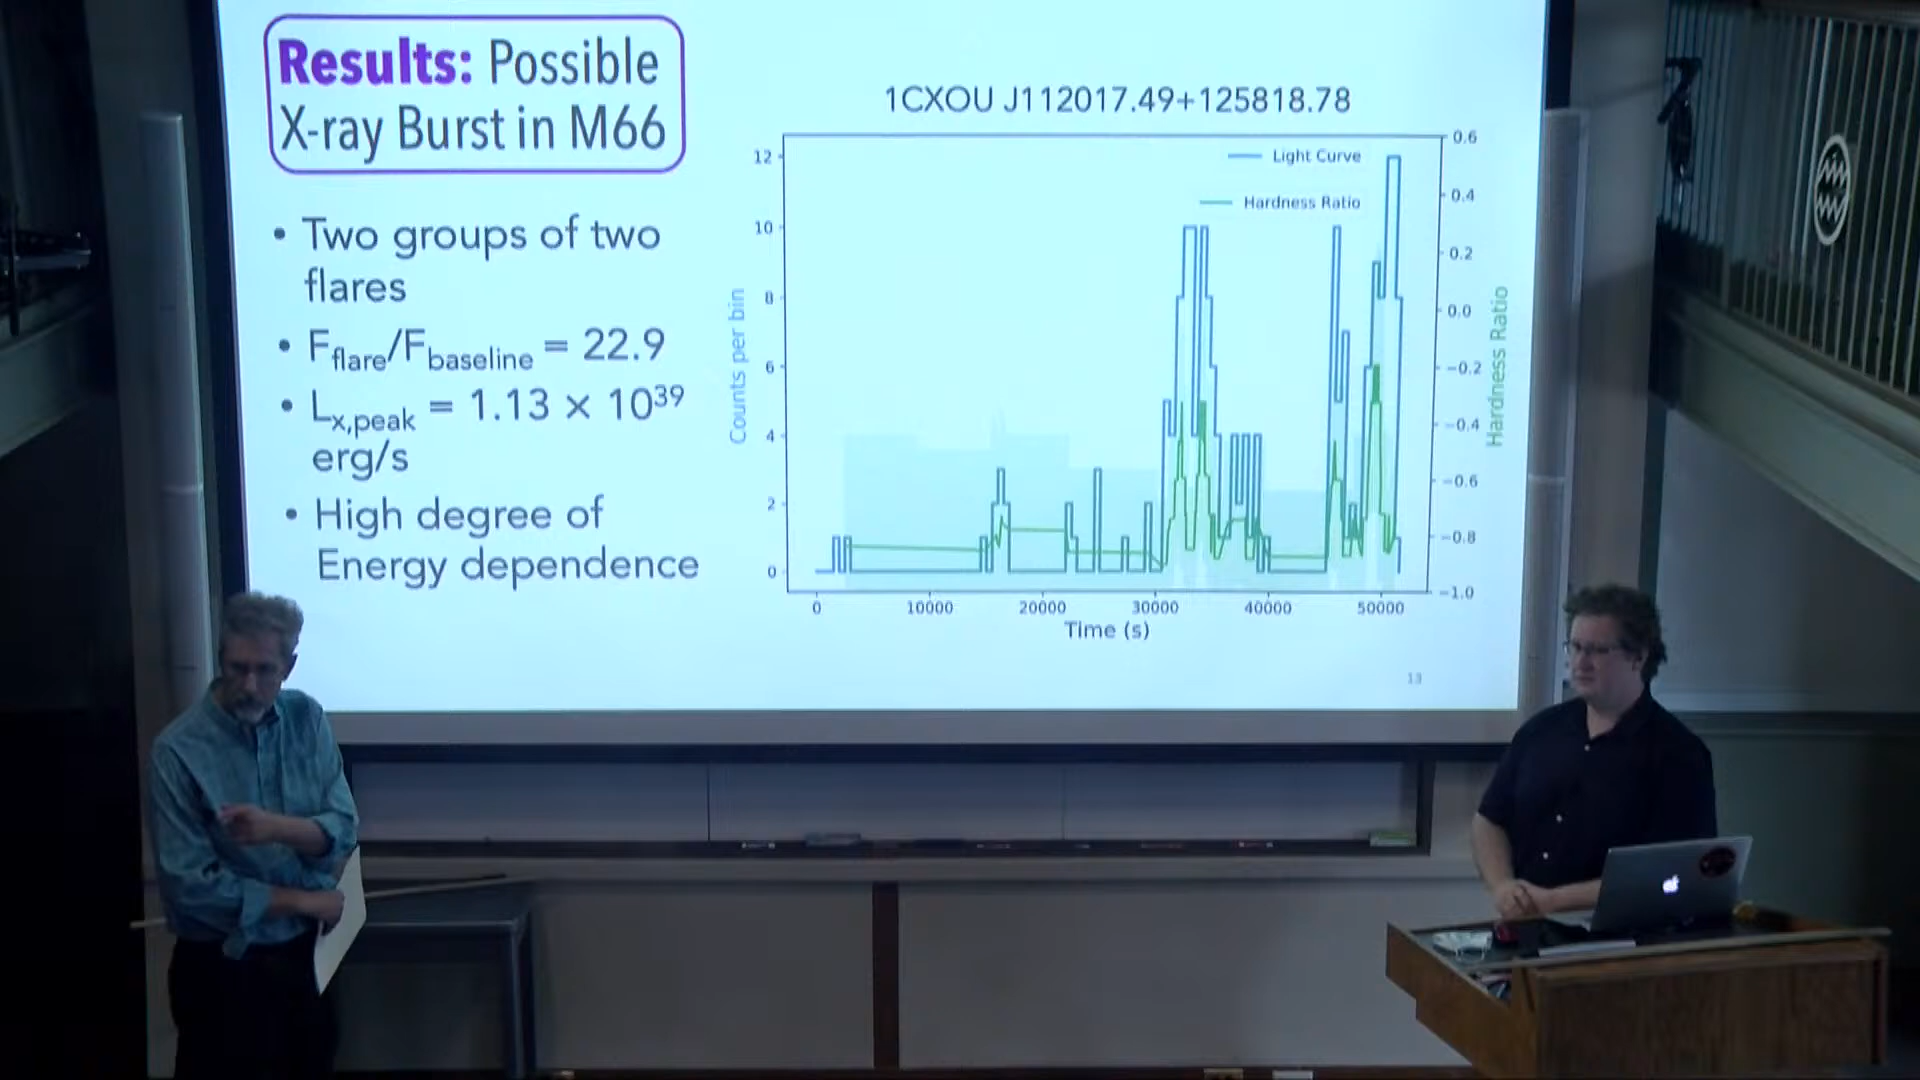 Results: Possible
X-ray Burst in M66
• Two groups of two
flares
• Fflare/Fbaseline = 22.9
• Lx,peak = 1.13 × 10³⁹
erg/s
• High degree of
Energy dependence
1CXOU J112017.49+125818.78
Light Curve
Hardness Ratio
Counts per bin
12
10
8
6
4
2
0
0.6
0.4
0.2
0.0
−0.2
−0.4
−0.6
−0.8
−1.0
Hardness Ratio
0 10000 20000 30000 40000 50000
Time (s)
13